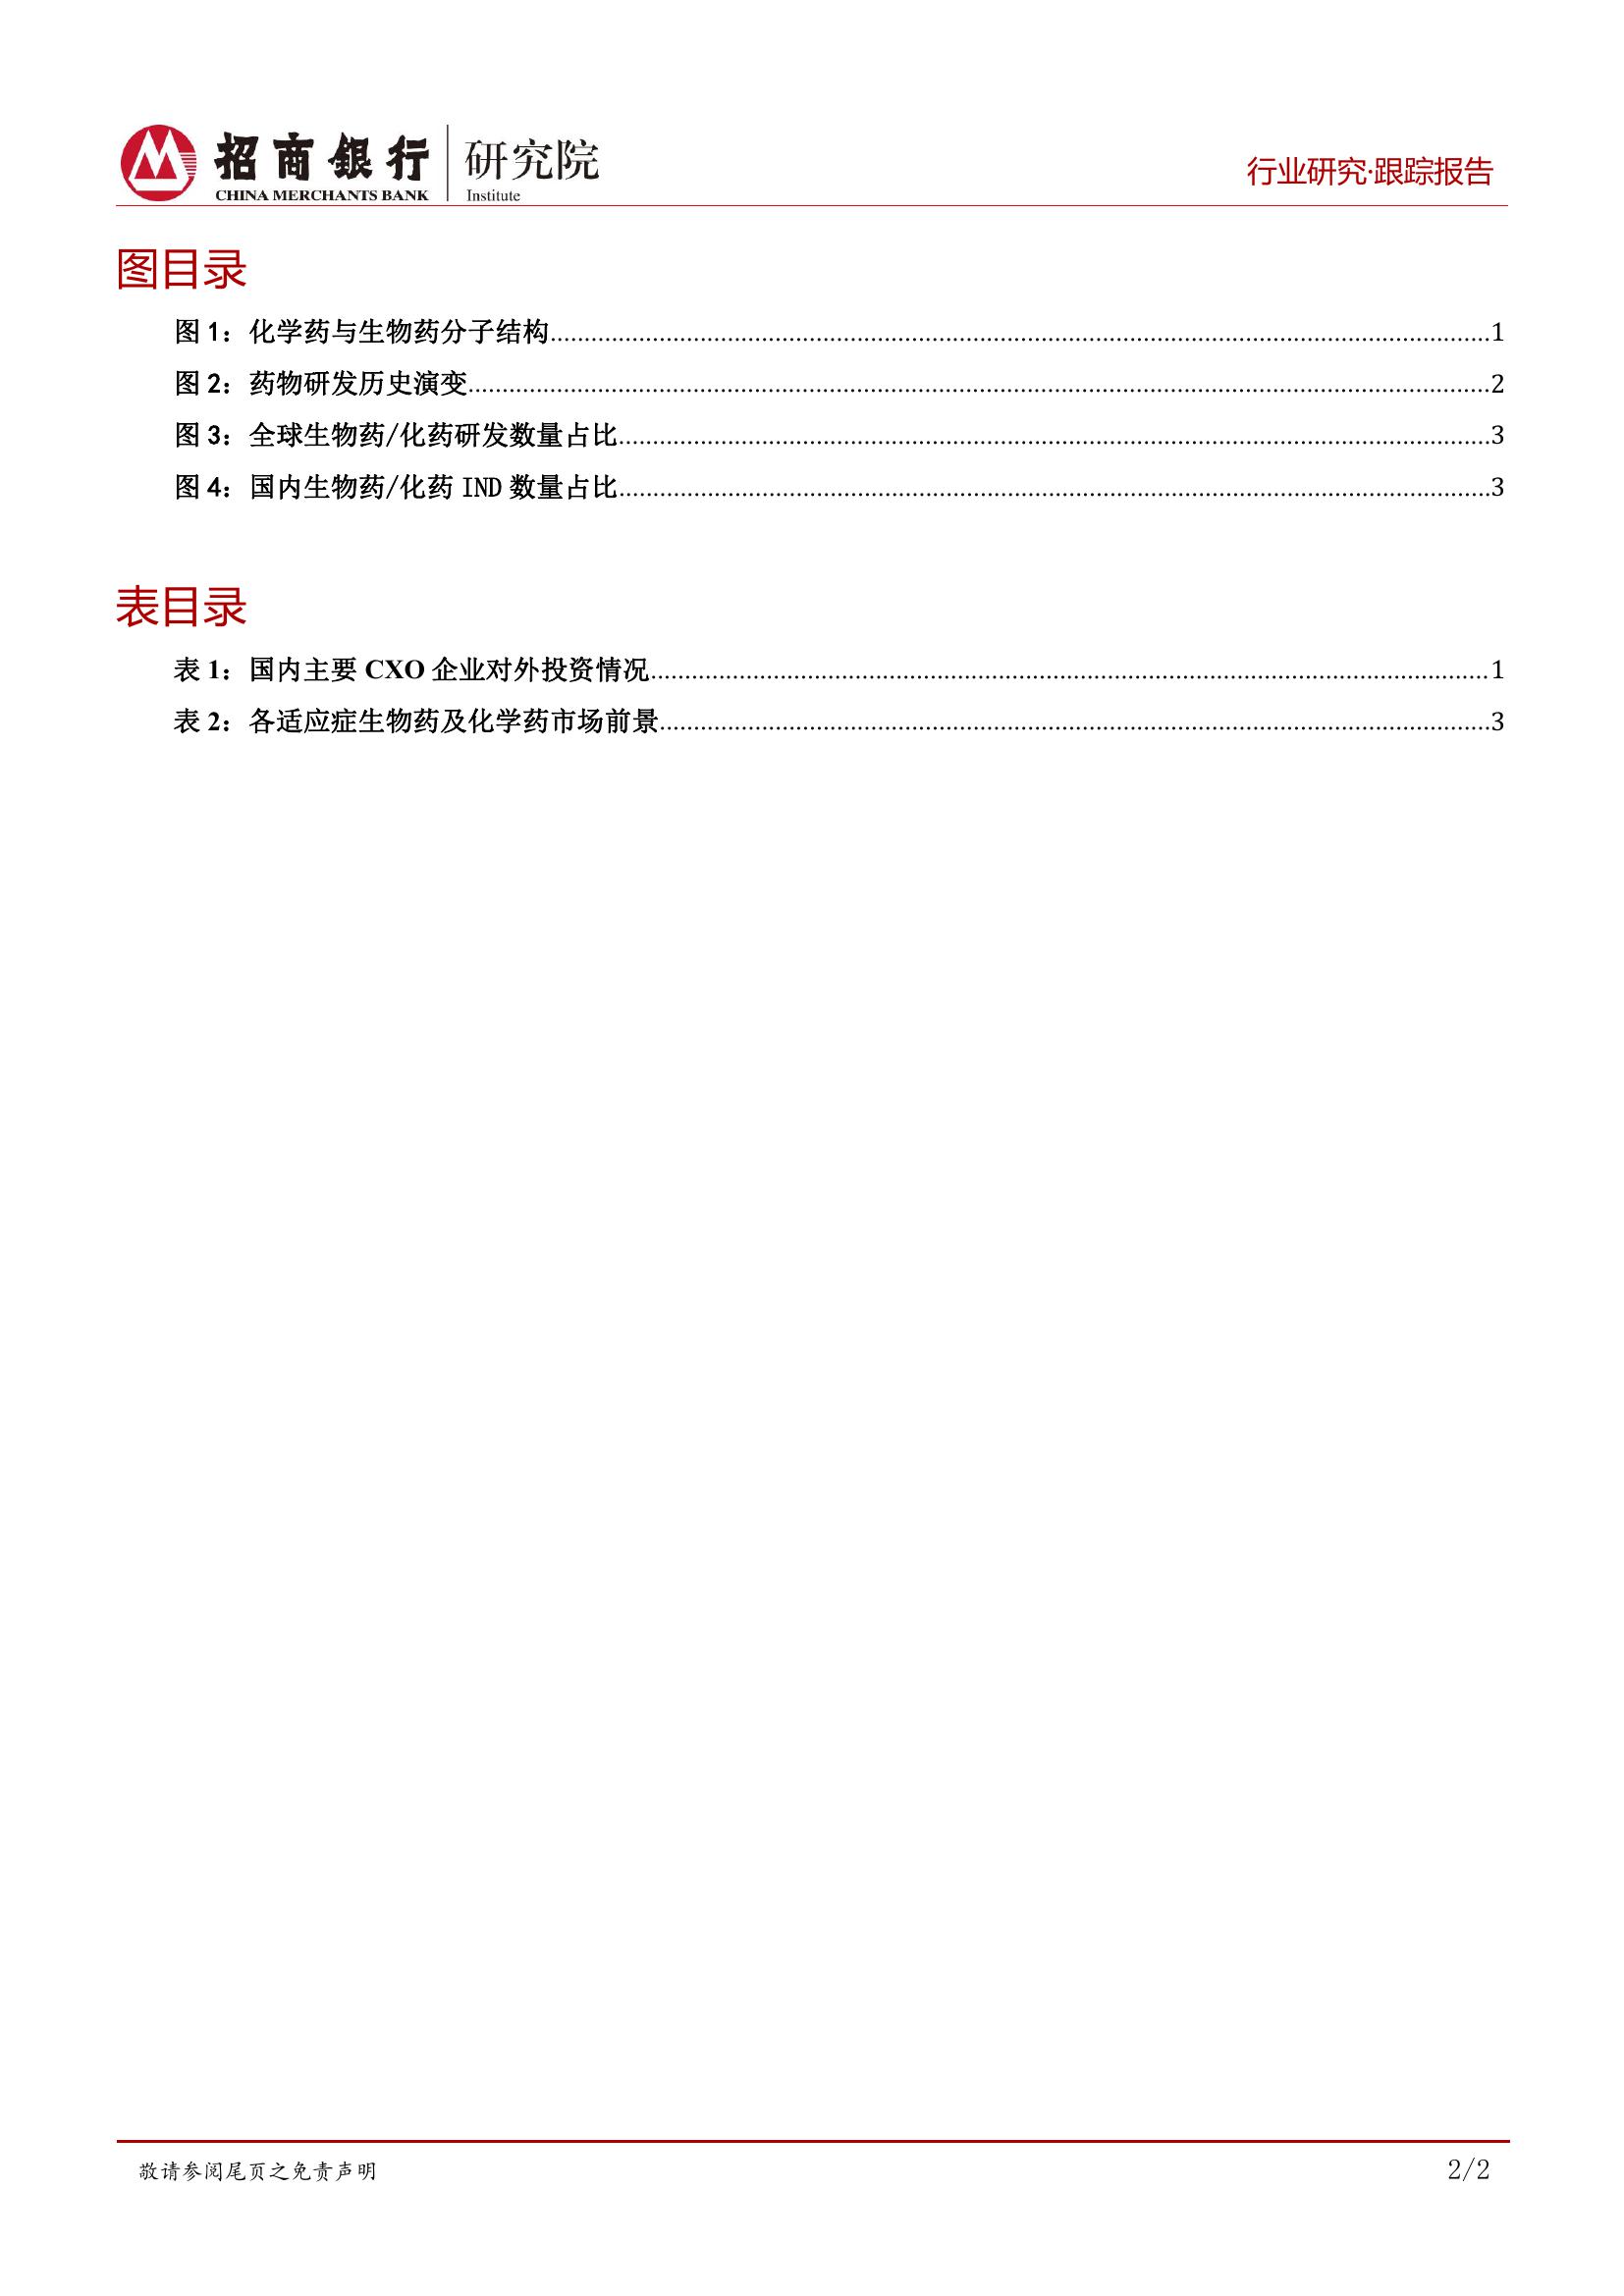 招商银行 研究院
CHINA MERCHANTS BANK Institute
行业研究·跟踪报告
图目录
图 1：化学药与生物药分子结构................................1
图 2：药物研发历史演变................................2
图 3：全球生物药/化药研发数量占比................................3
图 4：国内生物药/化药 IND 数量占比................................3
表目录
表 1：国内主要 CXO 企业对外投资情况................................1
表 2：各适应症生物药及化学药市场前景................................3
敬请参阅尾页之免责声明
2/2